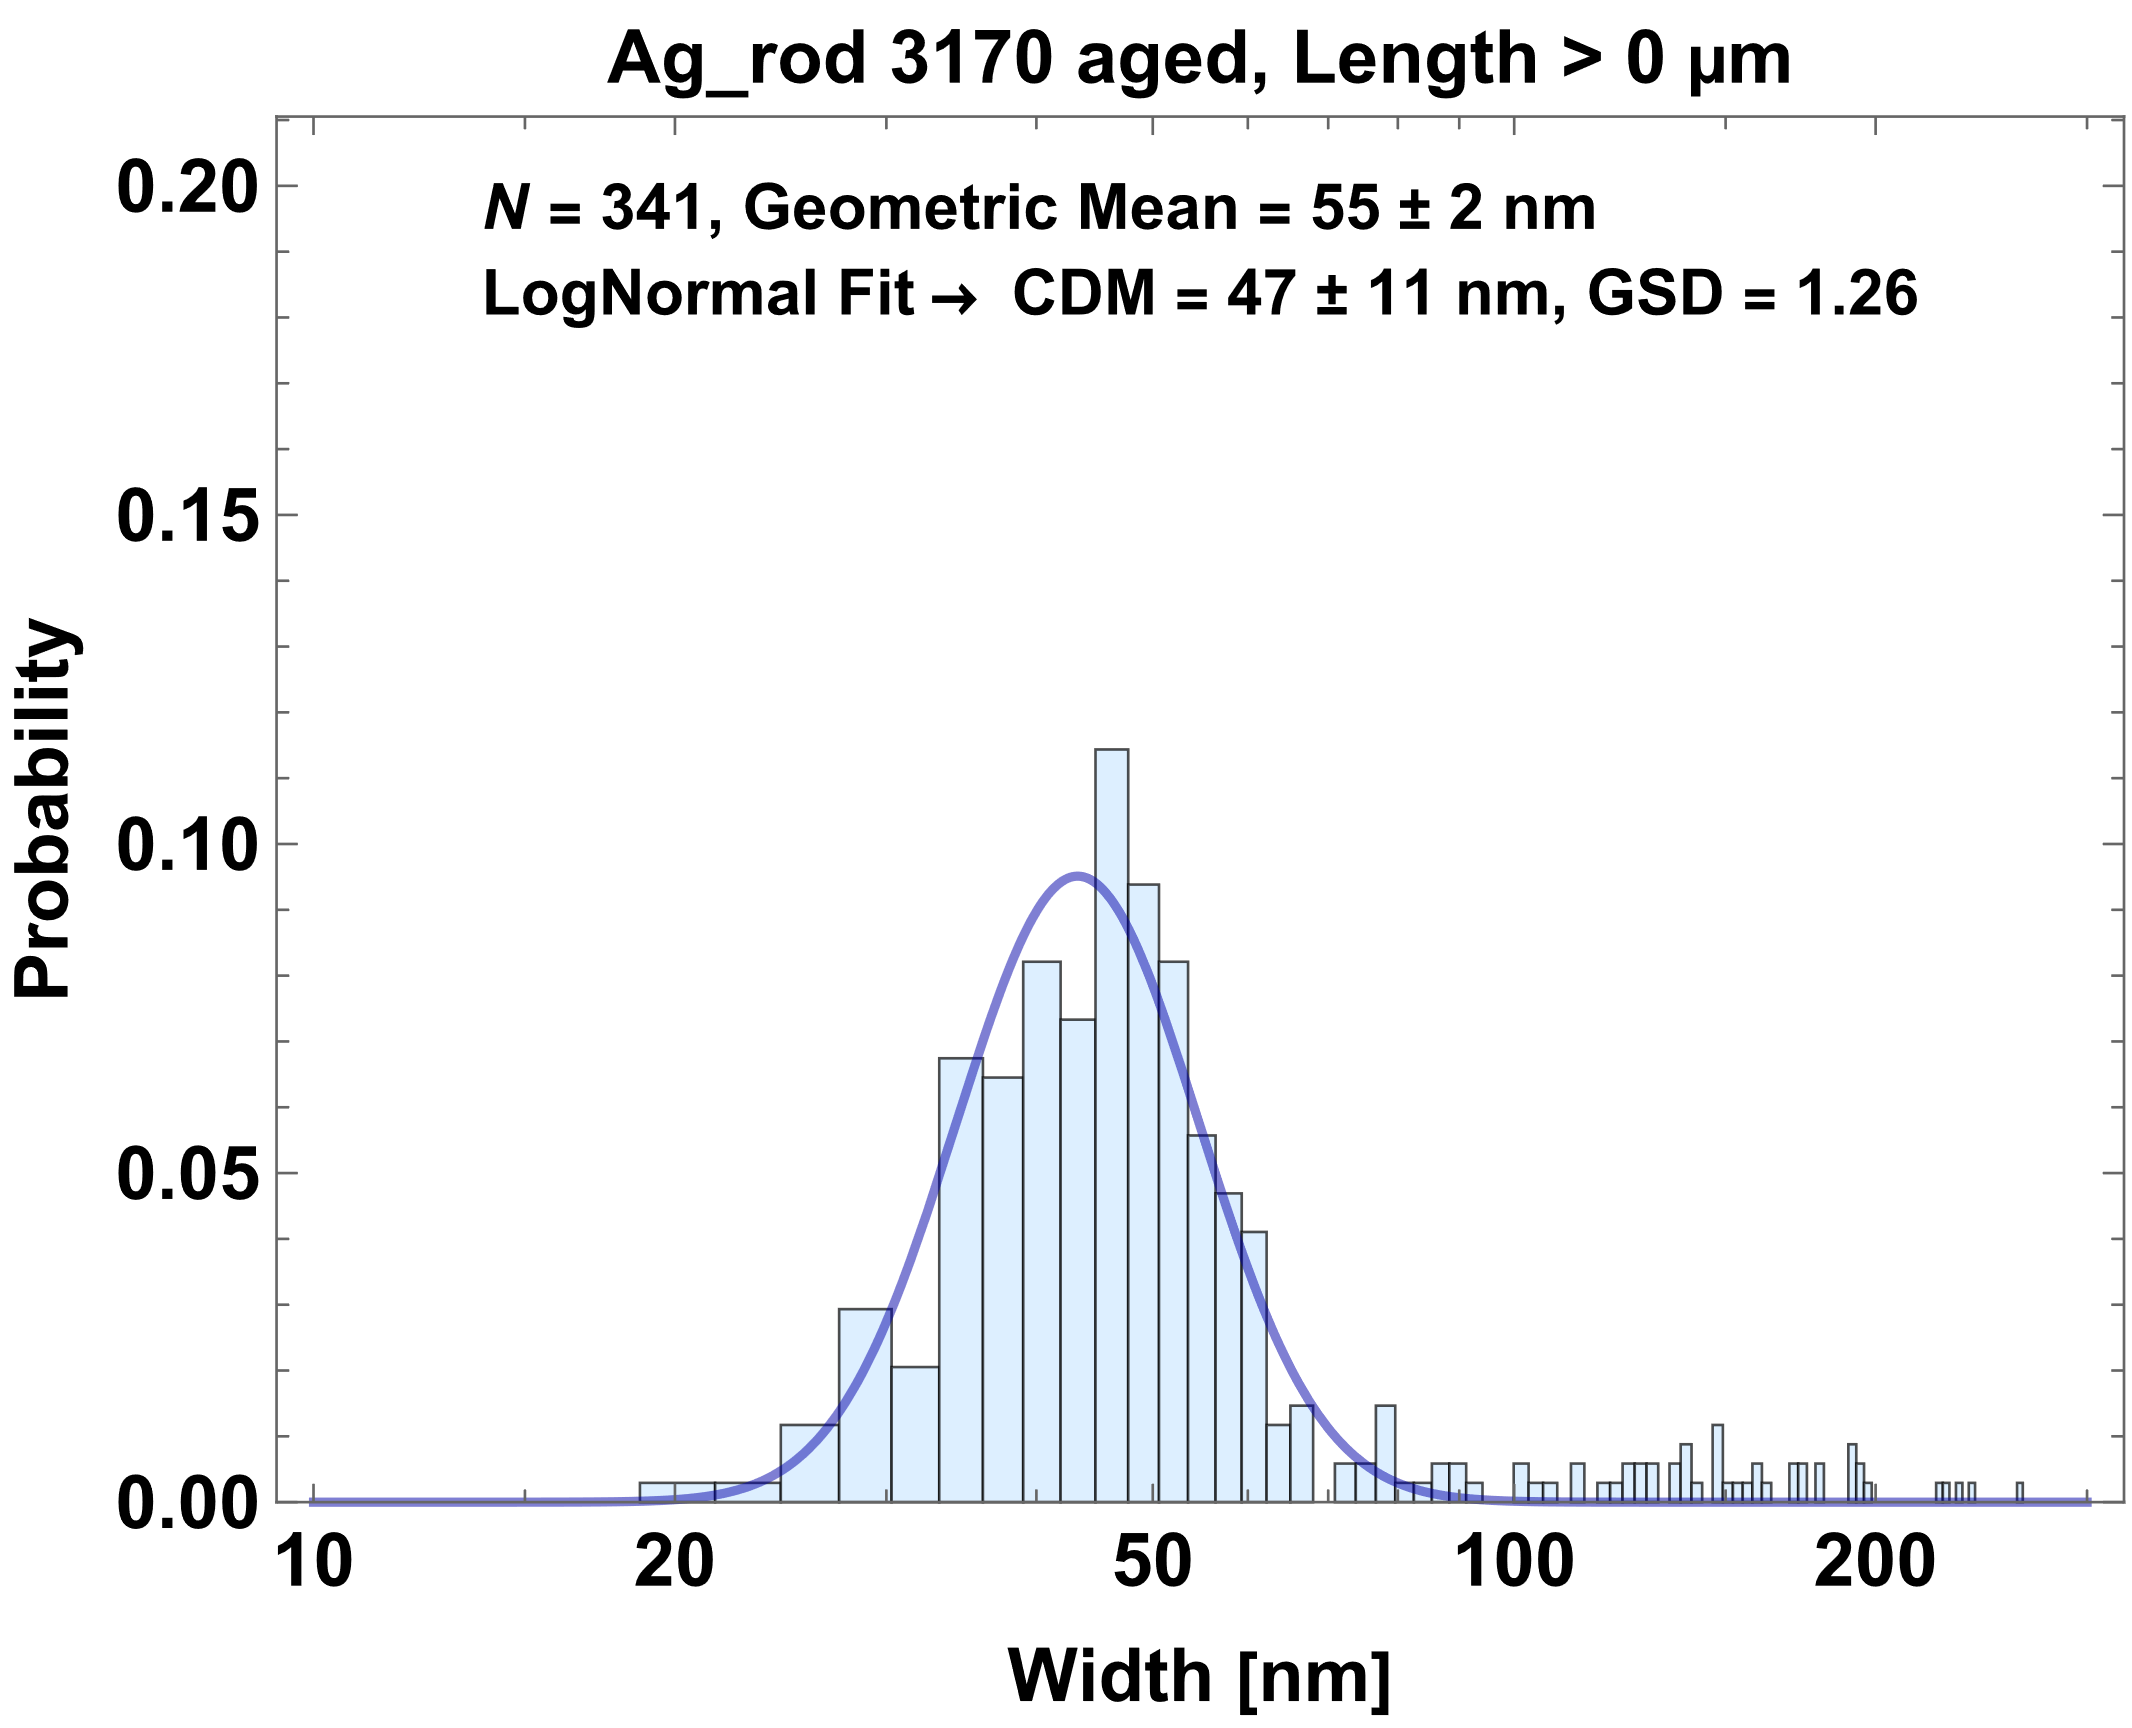 Ag_rod 3170 aged, Length > 0 µm
N = 341, Geometric Mean = 55 ± 2 nm
LogNormal Fit → CDM = 47 ± 11 nm, GSD = 1.26
Probability
0.20
0.15
0.10
0.05
0.00
10 20 50 100 200
Width [nm]